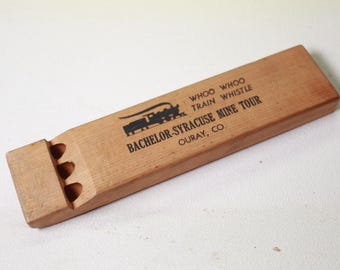 WHOO WHOO
TRAIN WHISTLE
BACHELOR-SYRACUSE MINE TOUR
OURAY, CO